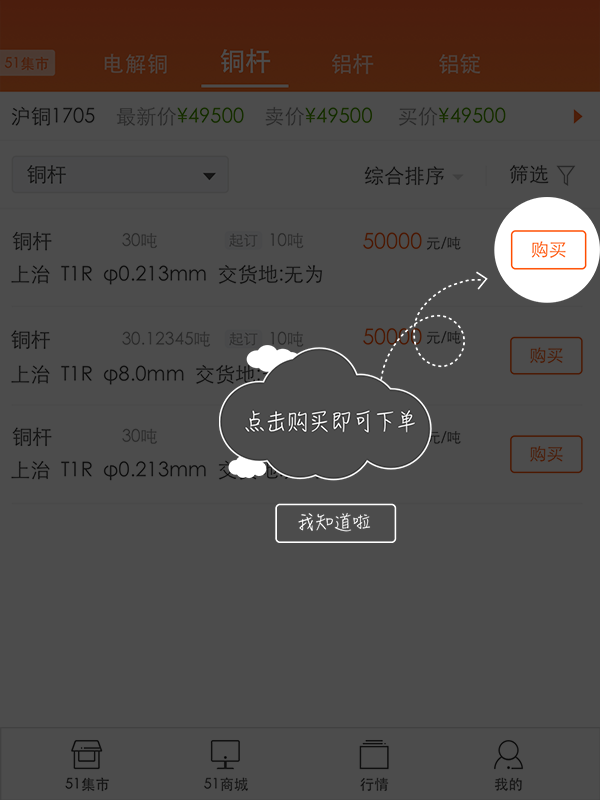 51集市 电解铜 铜杆 铝杆 铝锭
沪铜1705 最新价¥49500 卖价¥49500 买价¥49500
铜杆 综合排序 筛选
铜杆 30吨 起订 10吨 50000 元/吨 购买
上治 T1R φ0.213mm 交货地:无为
铜杆 30.12345吨 起订 10吨 50000 元/吨
上治 T1R φ8.0mm 交货地: 购买
点击购买即可下单
铜杆 30吨 元/吨
上治 T1R φ0.213mm 购买
我知道啦
51集市 51商城 行情 我的